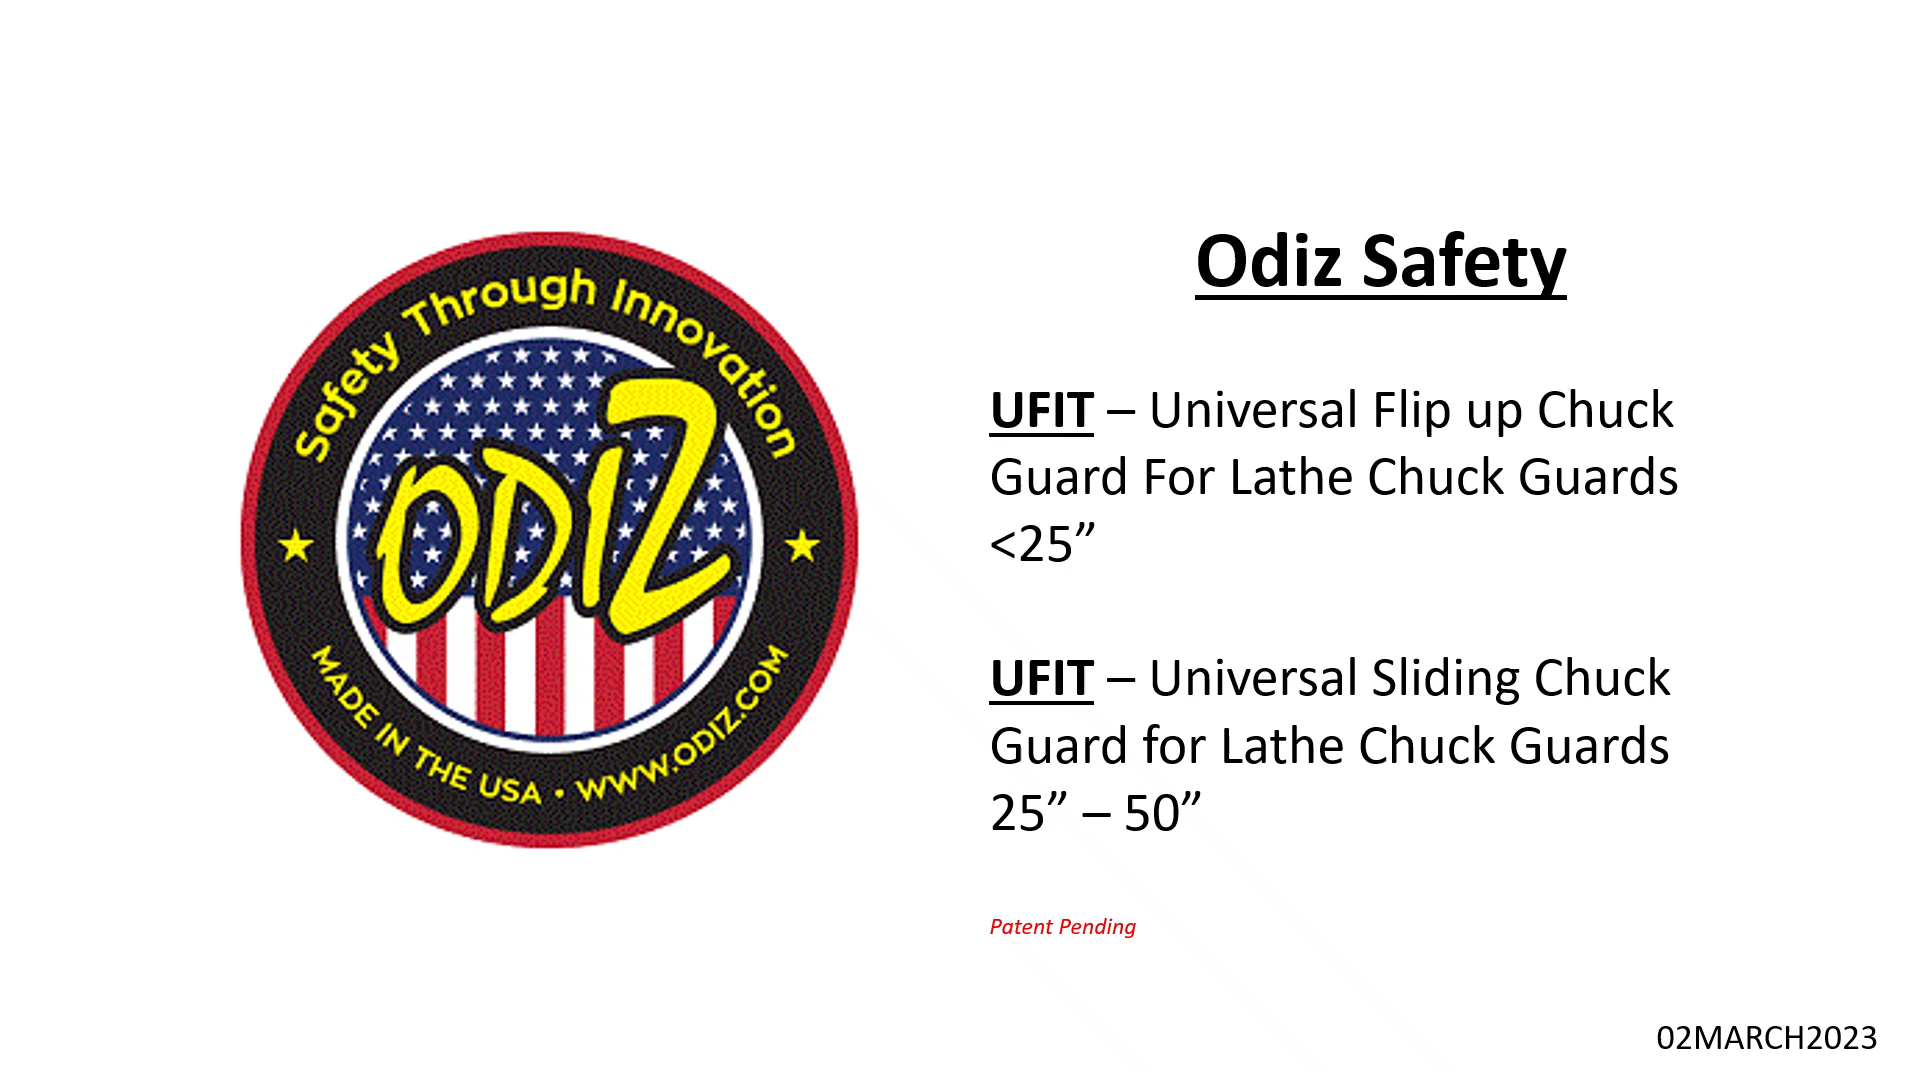 Safety Through Innovation
ODIZ
MADE IN THE USA • WWW.ODIZ.COM
Odiz Safety
UFIT – Universal Flip up Chuck
Guard For Lathe Chuck Guards
<25”
UFIT – Universal Sliding Chuck
Guard for Lathe Chuck Guards
25” – 50”
Patent Pending
02MARCH2023